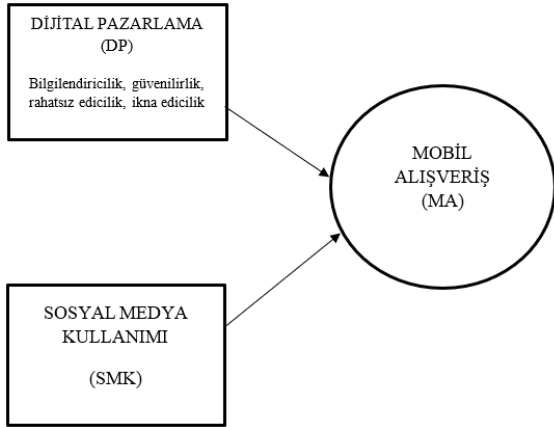 DİJİTAL PAZARLAMA
(DP)
Bilgilendiricilik, güvenilirlik,
rahatsız edicilik, ikna edicilik
MOBİL
ALIŞVERİŞ
(MA)
SOSYAL MEDYA
KULLANIMI
(SMK)